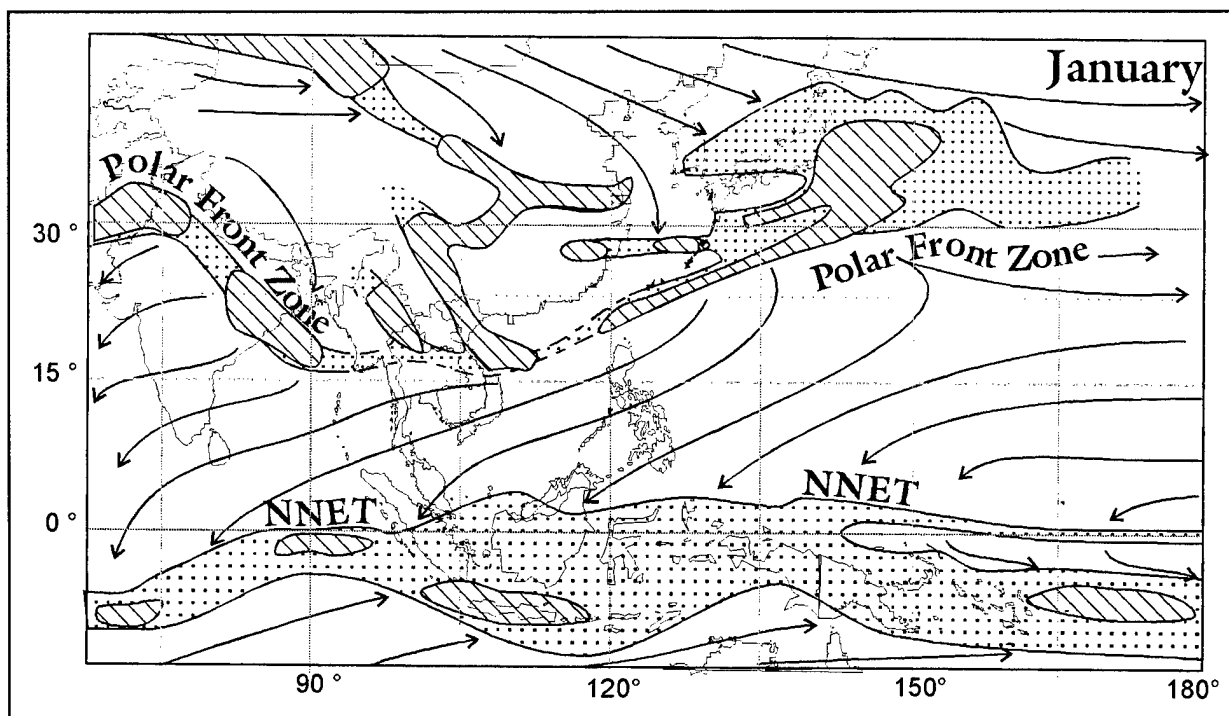 January
Polar Front Zone
30 °
Polar Front Zone
15 °
NNET
NNET
0 °
90 °
120 °
150 °
180 °